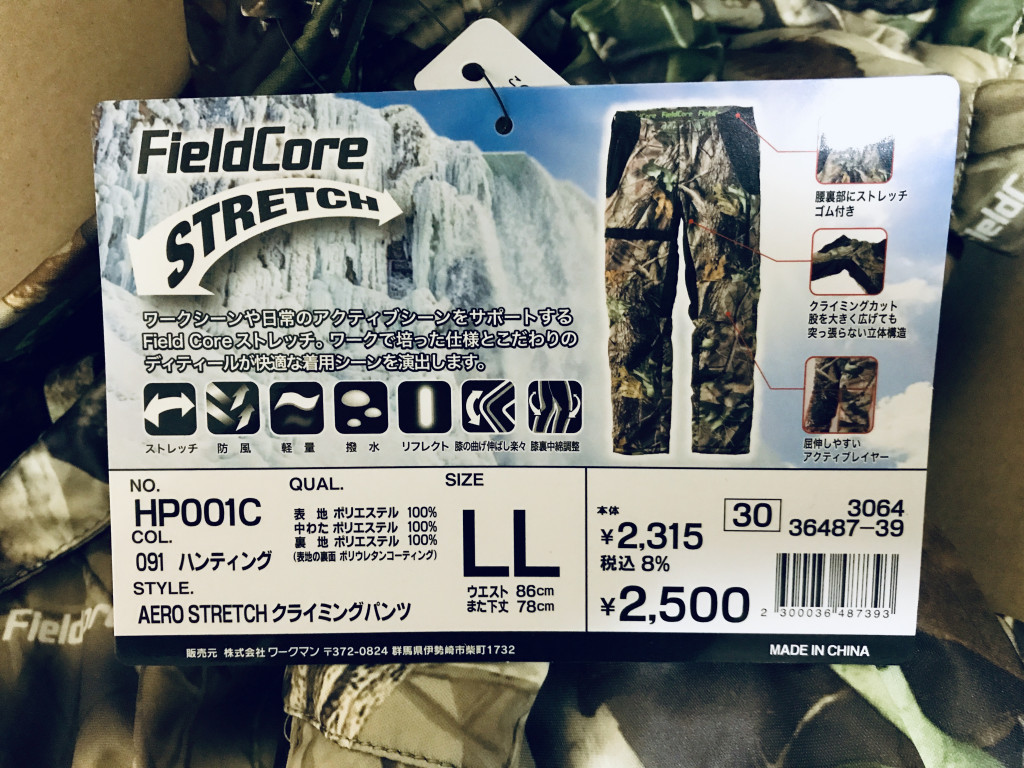 FieldCore
STRETCH
ワークシーンや日常のアクティブシーンをサポートする
Field Coreストレッチ。ワークで培った仕様とこだわりの
ディティールが快適な着用シーンを演出します。
ストレッチ 防風 軽量 撥水 リフレクト 膝の曲げ伸ばし楽々 膝裏中綿調整
FieldCore
腰裏部にストレッチ
ゴム付き
クライミングカット
股を大きく広げても
突っ張らない立体構造
屈伸しやすい
アクティブレイヤー
NO.
HP001C
COL.
091 ハンティング
STYLE.
AERO STRETCH クライミングパンツ
QUAL.
表地 ポリエステル 100%
中わた ポリエステル 100%
裏地 ポリエステル 100%
(表地の裏面 ポリウレタンコーティング)
SIZE
LL
ウエスト 86cm
また下丈 78cm
本体
¥2,315
税込 8%
¥2,500
30
3064
36487-39
2 300036 487393
販売元 株式会社 ワークマン 〒372-0824 群馬県伊勢崎市柴町1732
MADE IN CHINA
Field
ieldC